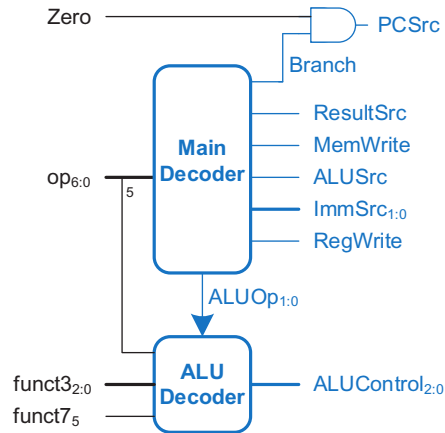 Zero
PCSrc
Branch
Main
Decoder
ResultSrc
MemWrite
ALUSrc
ImmSrc1:0
RegWrite
op6:0
5
ALUOp1:0
ALU
Decoder
funct32:0
funct75
ALUControl2:0